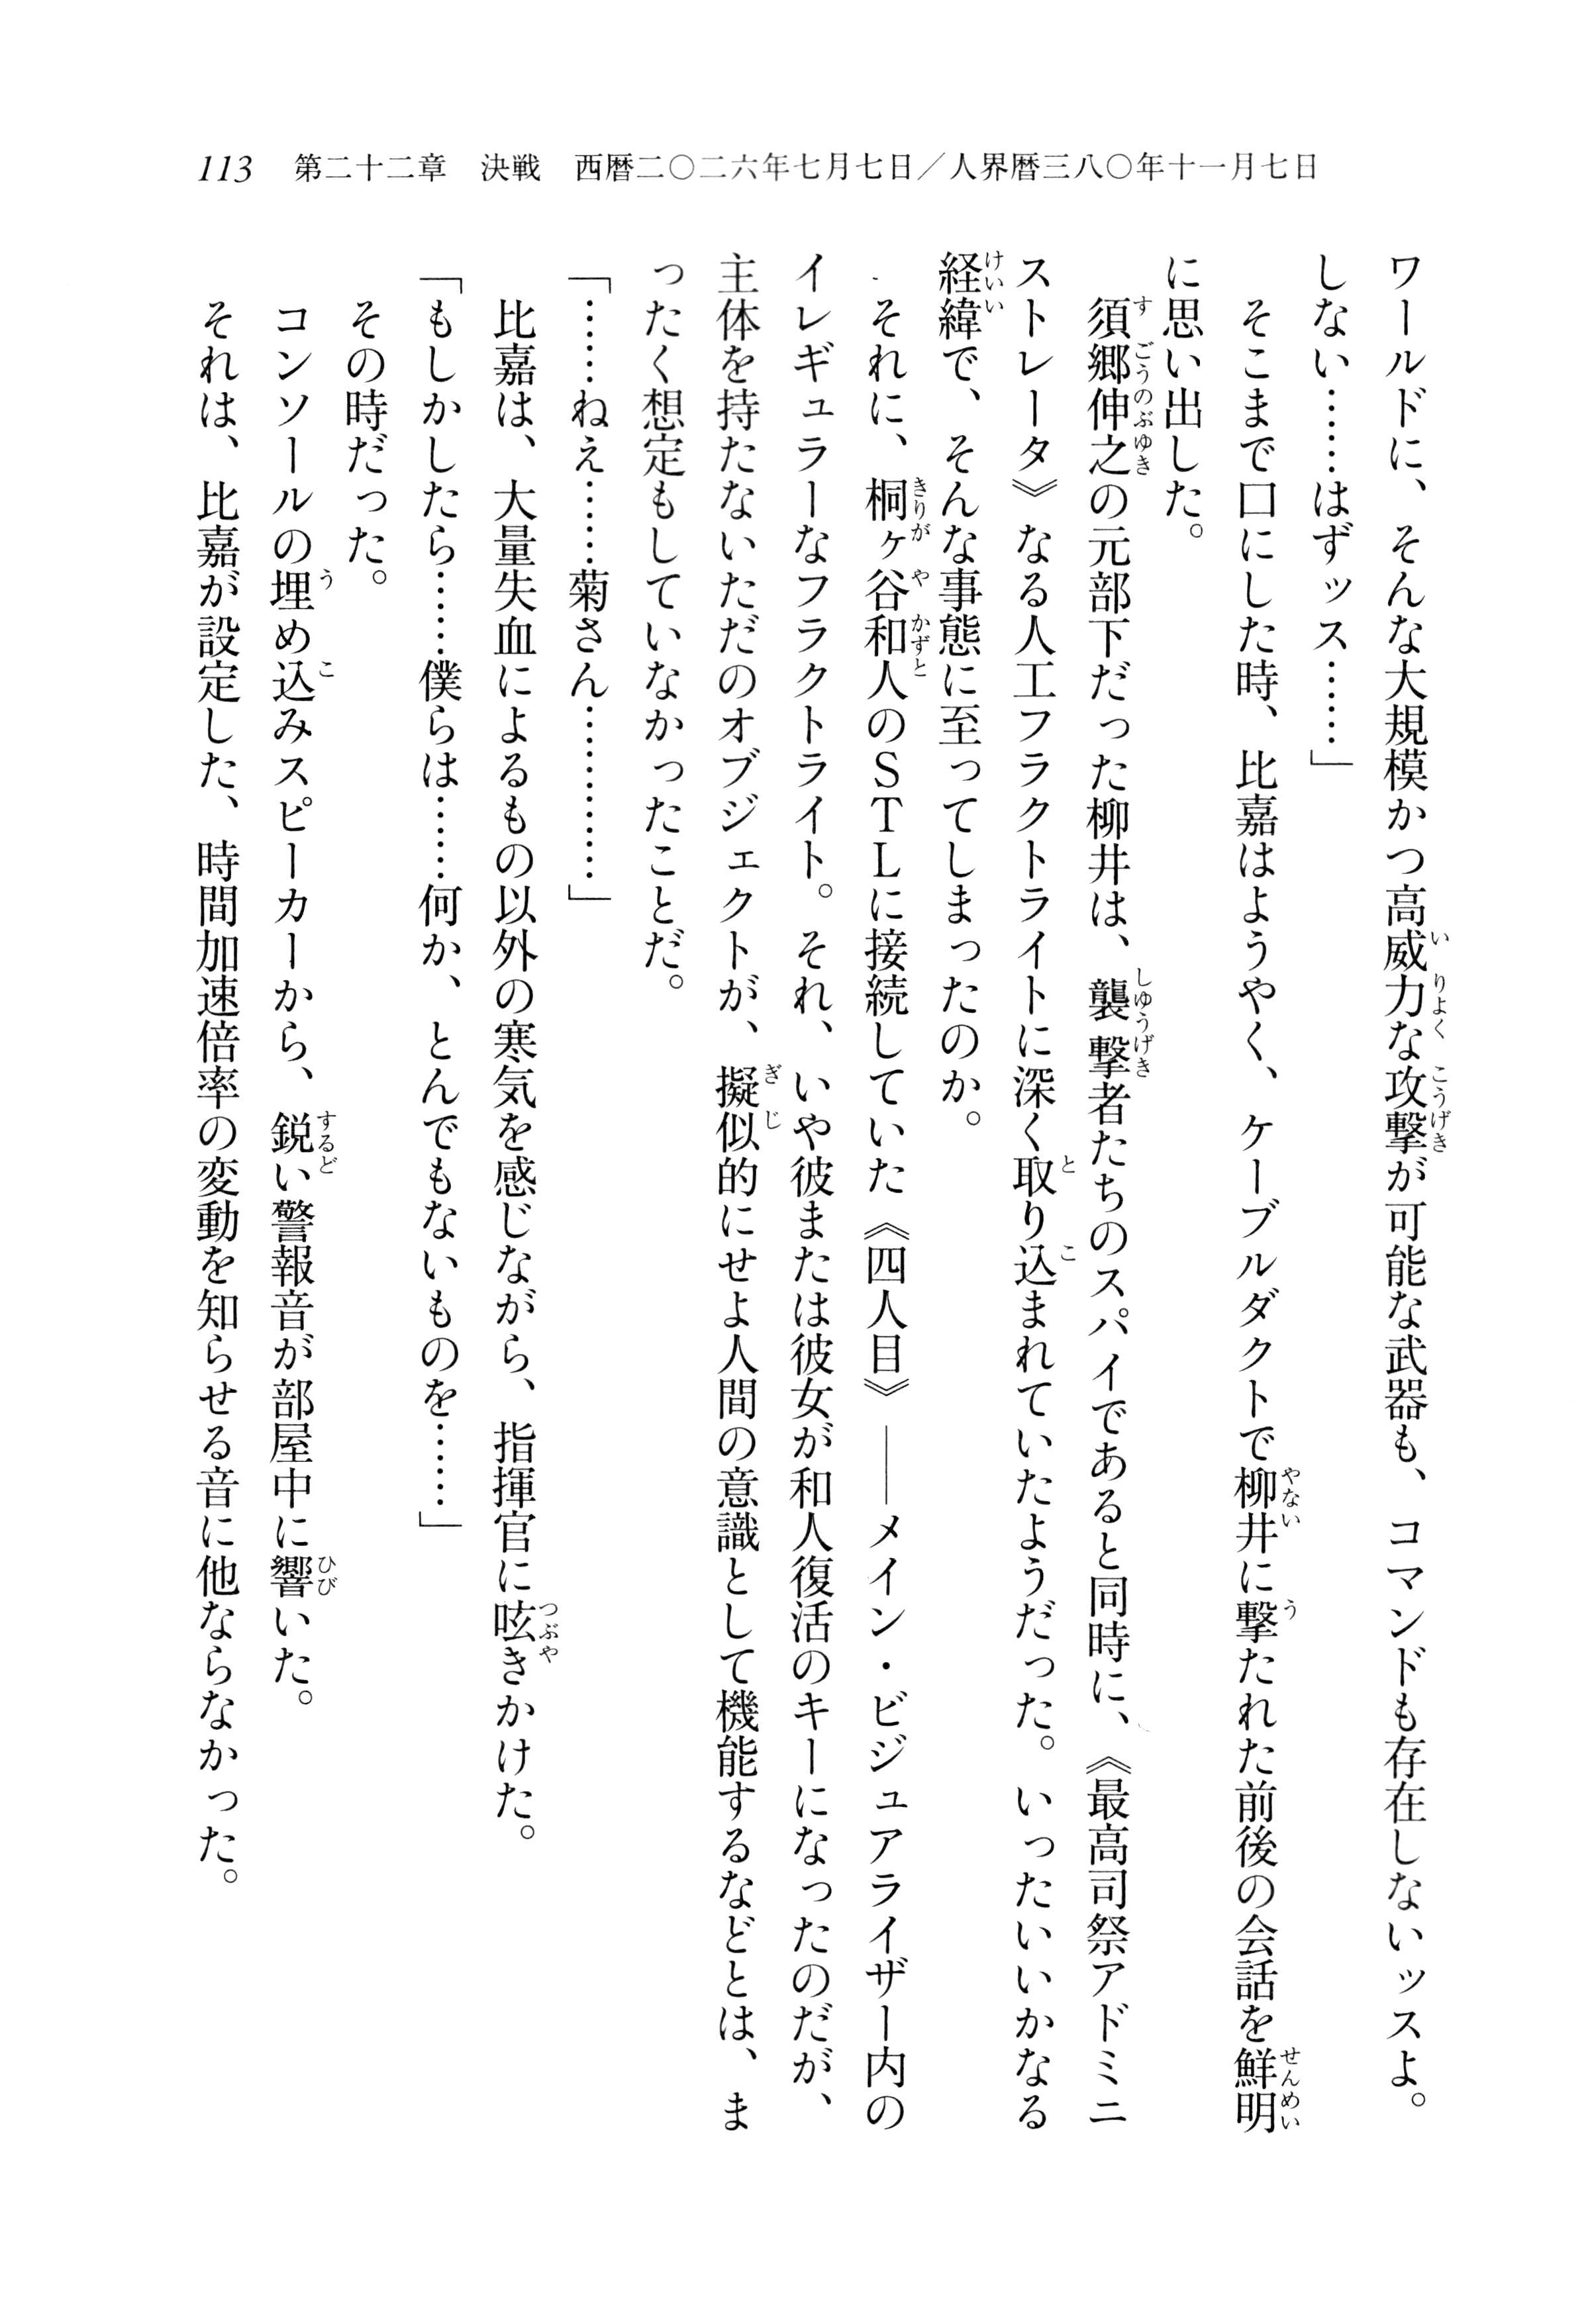 113　第二十二章　決戦　西暦二〇二六年七月七日／人界暦三八〇年十一月七日
ワールドに、そんな大規模かつ高威力な攻撃が可能な武器も、コマンドも存在しないッスよ。
しない……はずッス……」
　そこまで口にした時、比嘉はようやく、ケーブルダクトで柳井に撃たれた前後の会話を鮮明
に思い出した。
　須郷伸之の元部下だった柳井は、襲撃者たちのスパイであると同時に、《最高司祭アドミニ
ストレータ》なる人工フラクトライトに深く取り込まれていたようだった。いったいいかなる
経緯で、そんな事態に至ってしまったのか。
　それに、桐ヶ谷和人のＳＴＬに接続していた《四人目》――メイン・ビジュアライザー内の
イレギュラーなフラクトライト。それ、いや彼または彼女が和人復活のキーになったのだが、
主体を持たないただのオブジェクトが、擬似的にせよ人間の意識として機能するなどとは、ま
ったく想定もしていなかったことだ。
「……ねえ……菊さん…………」
　比嘉は、大量失血によるもの以外の寒気を感じながら、指揮官に呟きかけた。
「もしかしたら……僕らは……何か、とんでもないものを……」
　その時だった。
　コンソールの埋め込みスピーカーから、鋭い警報音が部屋中に響いた。
　それは、比嘉が設定した、時間加速倍率の変動を知らせる音に他ならなかった。